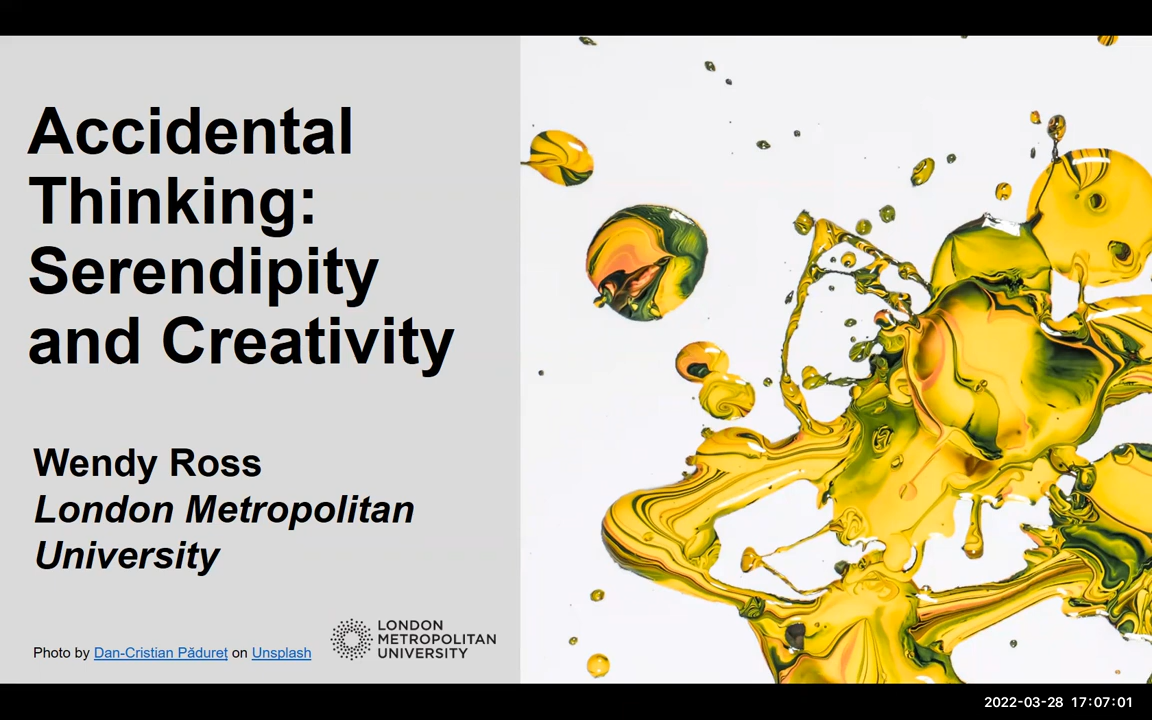 Accidental
Thinking:
Serendipity
and Creativity
Wendy Ross
London Metropolitan
University
Photo by Dan-Cristian Pădureț on Unsplash
LONDON
METROPOLITAN
UNIVERSITY
2022-03-28 17:07:01